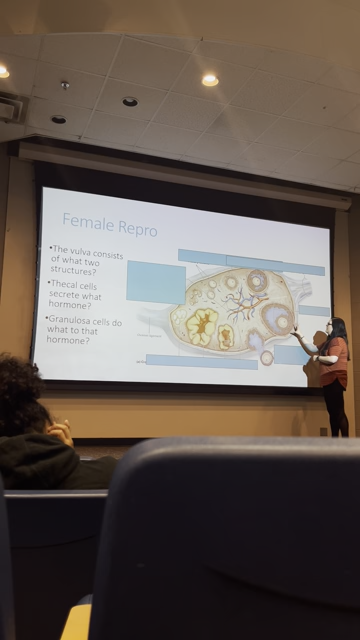 Female Repro
•The vulva consists
of what two
structures?
•Thecal cells
secrete what
hormone?
•Granulosa cells do
what to that
hormone?